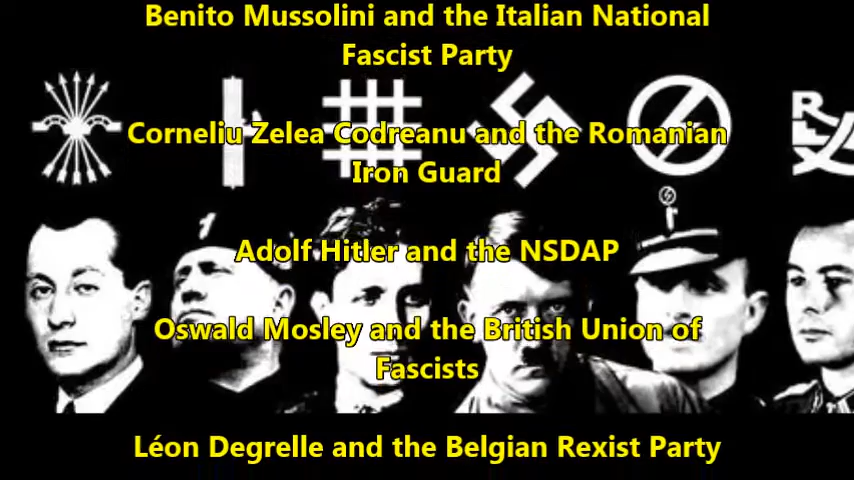 Benito Mussolini and the Italian National
Fascist Party
Corneliu Zelea Codreanu and the Romanian
Iron Guard
Adolf Hitler and the NSDAP
Oswald Mosley and the British Union of
Fascists
Léon Degrelle and the Belgian Rexist Party